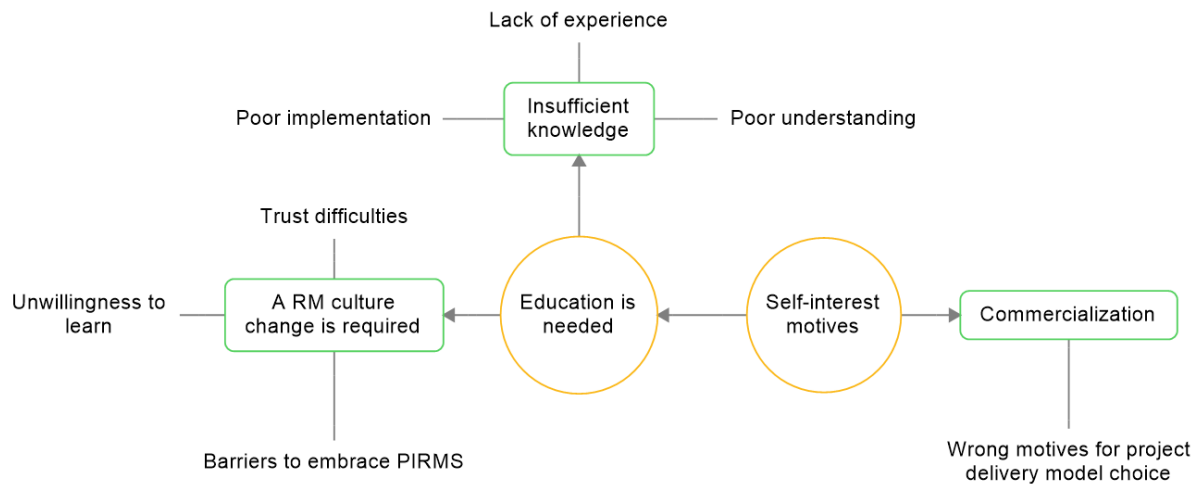 Lack of experience
Poor implementation
Insufficient
knowledge
Poor understanding
Trust difficulties
Unwillingness to
learn
A RM culture
change is required
Education is
needed
Self-interest
motives
Commercialization
Barriers to embrace PIRMS
Wrong motives for project
delivery model choice